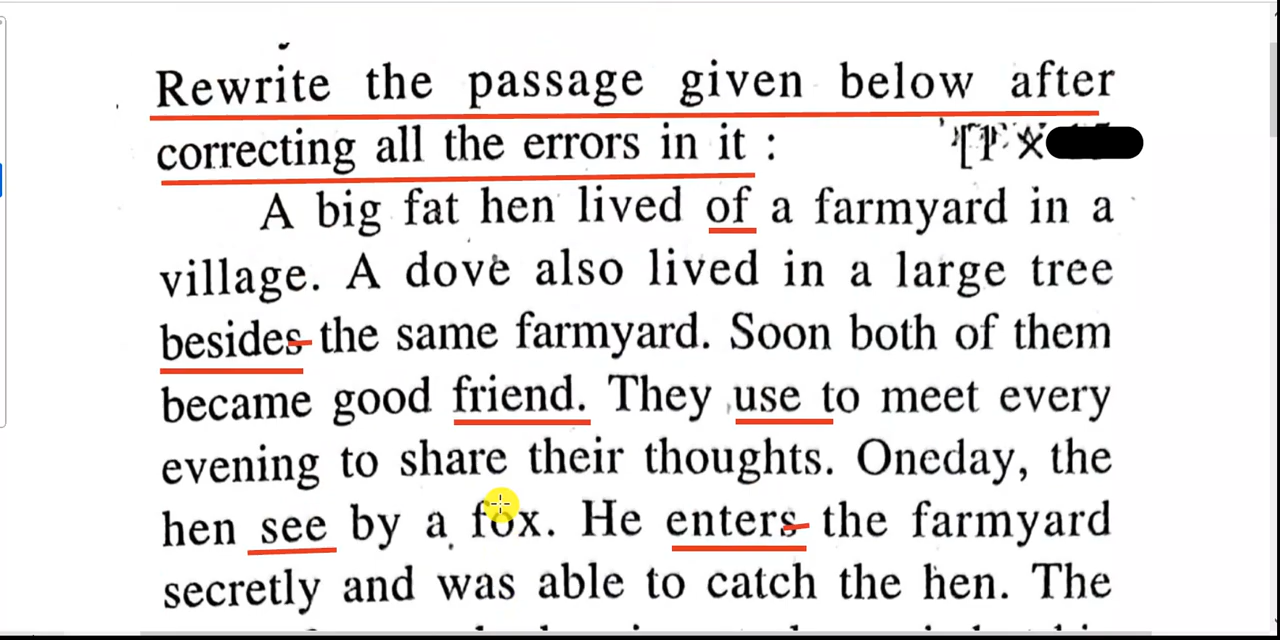 Rewrite the passage given below after
correcting all the errors in it :
A big fat hen lived of a farmyard in a
village. A dove also lived in a large tree
besides the same farmyard. Soon both of them
became good friend. They use to meet every
evening to share their thoughts. Oneday, the
hen see by a fox. He enters the farmyard
secretly and was able to catch the hen. The